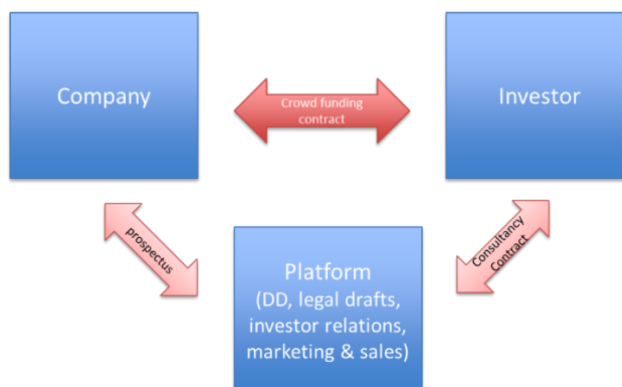 Company
Crowd funding
contract
Investor
prospectus
Platform
(DD, legal drafts,
investor relations,
marketing & sales)
Consultancy
Contract